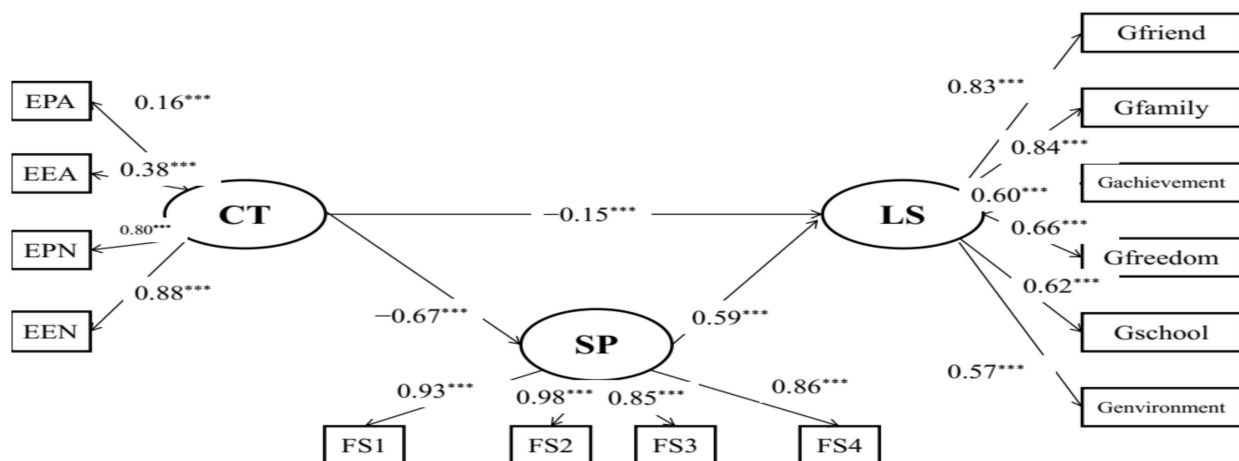 Gfriend
0.83***
EPA
0.16***
Gfamily
0.84***
EEA
0.38***
Gachievement
0.60***
CT
−0.15***
LS
0.66***
EPN
0.80***
Gfreedom
0.62***
EEN
0.88***
−0.67***
0.59***
Gschool
SP
0.57***
0.93***
0.98***
0.85***
0.86***
Genvironment
FS1
FS2
FS3
FS4